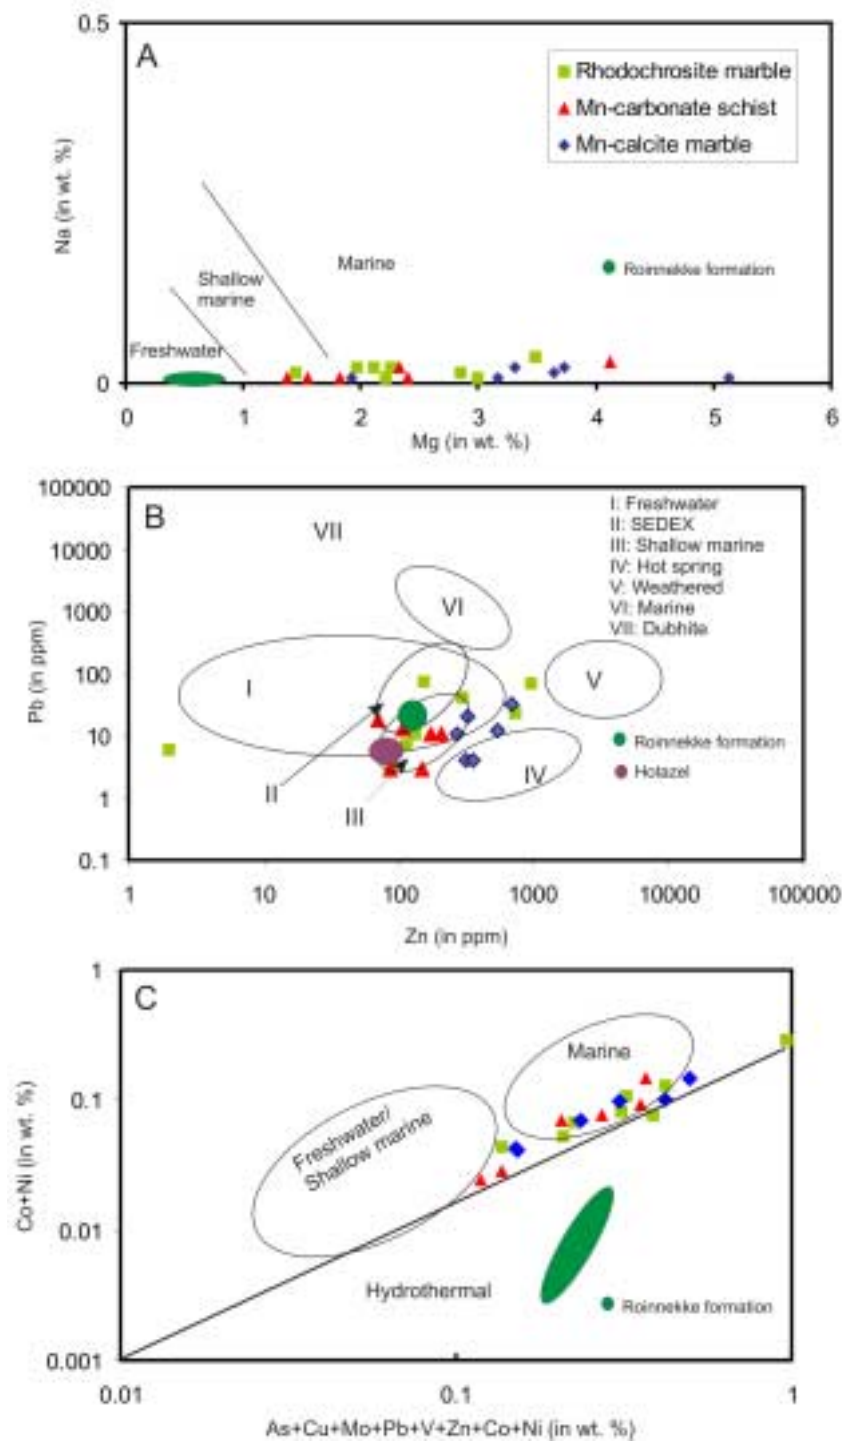 0.5
A
Rhodochrosite marble
Mn-carbonate schist
Mn-calcite marble
Na (in wt. %)
Marine
Shallow
marine
Roinnekke formation
Freshwater
0
0 1 2 3 4 5 6
Mg (in wt. %)
100000
B
VII
I: Freshwater
II: SEDEX
III: Shallow marine
IV: Hot spring
V: Weathered
VI: Marine
VII: Dubhite
10000
1000
VI
100
I
V
Pb (in ppm)
10
Roinnekke formation
Hotazel
II
IV
1
III
0.1
1 10 100 1000 10000 100000
Zn (in ppm)
1
C
Marine
0.1
Freshwater/
Shallow marine
Co+Ni (in wt. %)
0.01
Hydrothermal
Roinnekke formation
0.001
0.01 0.1 1
As+Cu+Mo+Pb+V+Zn+Co+Ni (in wt. %)